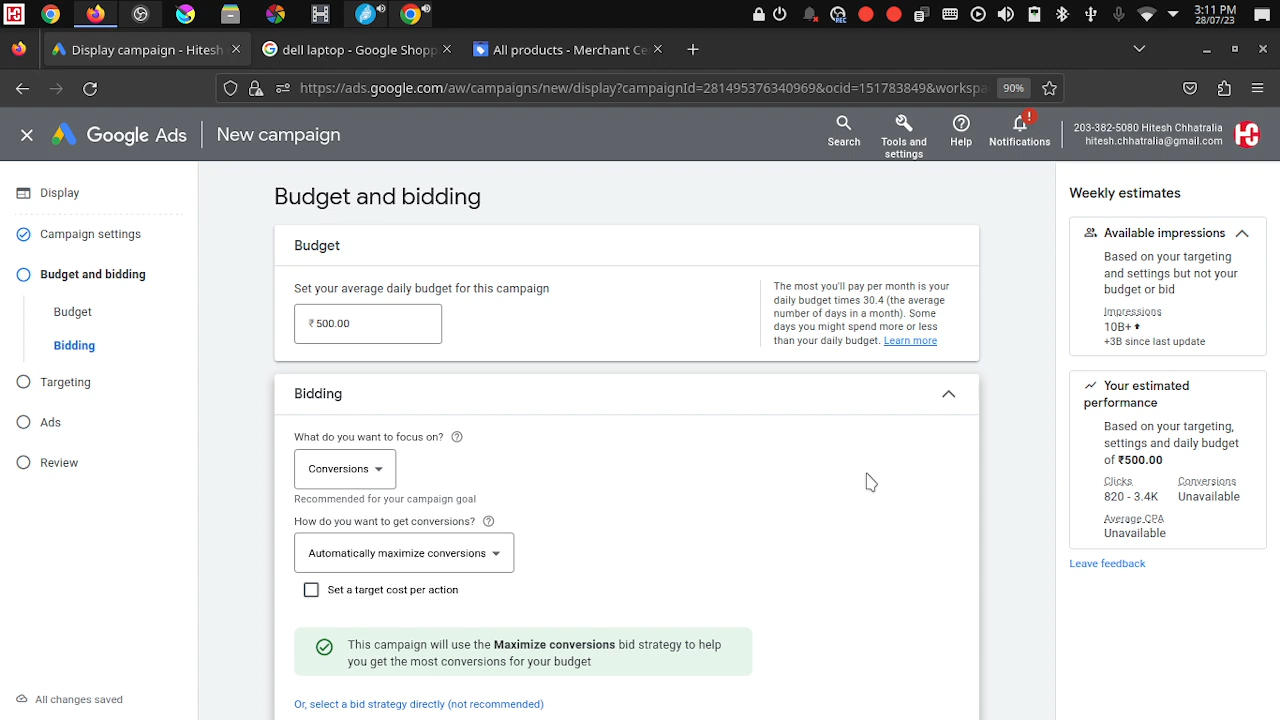 3:11 PM
28/07/23
REC
Display campaign - Hitesh
dell laptop - Google Shopp
All products - Merchant Ce
https://ads.google.com/aw/campaigns/new/display?campaignId=281495376340969&ocid=151783849&workspa
90%
Google Ads
New campaign
Search
Tools and
settings
Help
Notifications
203-382-5080 Hitesh Chhatralia
hitesh.chhatralia@gmail.com
Display
Campaign settings
Budget and bidding
Budget
Bidding
Targeting
Ads
Review
All changes saved
Budget and bidding
Budget
Set your average daily budget for this campaign
₹ 500.00
The most you'll pay per month is your
daily budget times 30.4 (the average
number of days in a month). Some
days you might spend more or less
than your daily budget. Learn more
Bidding
What do you want to focus on?
Conversions
Recommended for your campaign goal
How do you want to get conversions?
Automatically maximize conversions
Set a target cost per action
This campaign will use the Maximize conversions bid strategy to help
you get the most conversions for your budget
Or, select a bid strategy directly (not recommended)
Weekly estimates
Available impressions
Based on your targeting
and settings but not your
budget or bid
Impressions
10B+
+3B since last update
Your estimated
performance
Based on your targeting,
settings and daily budget
of ₹500.00
Clicks
Conversions
820 - 3.4K
Unavailable
Average CPA
Unavailable
Leave feedback